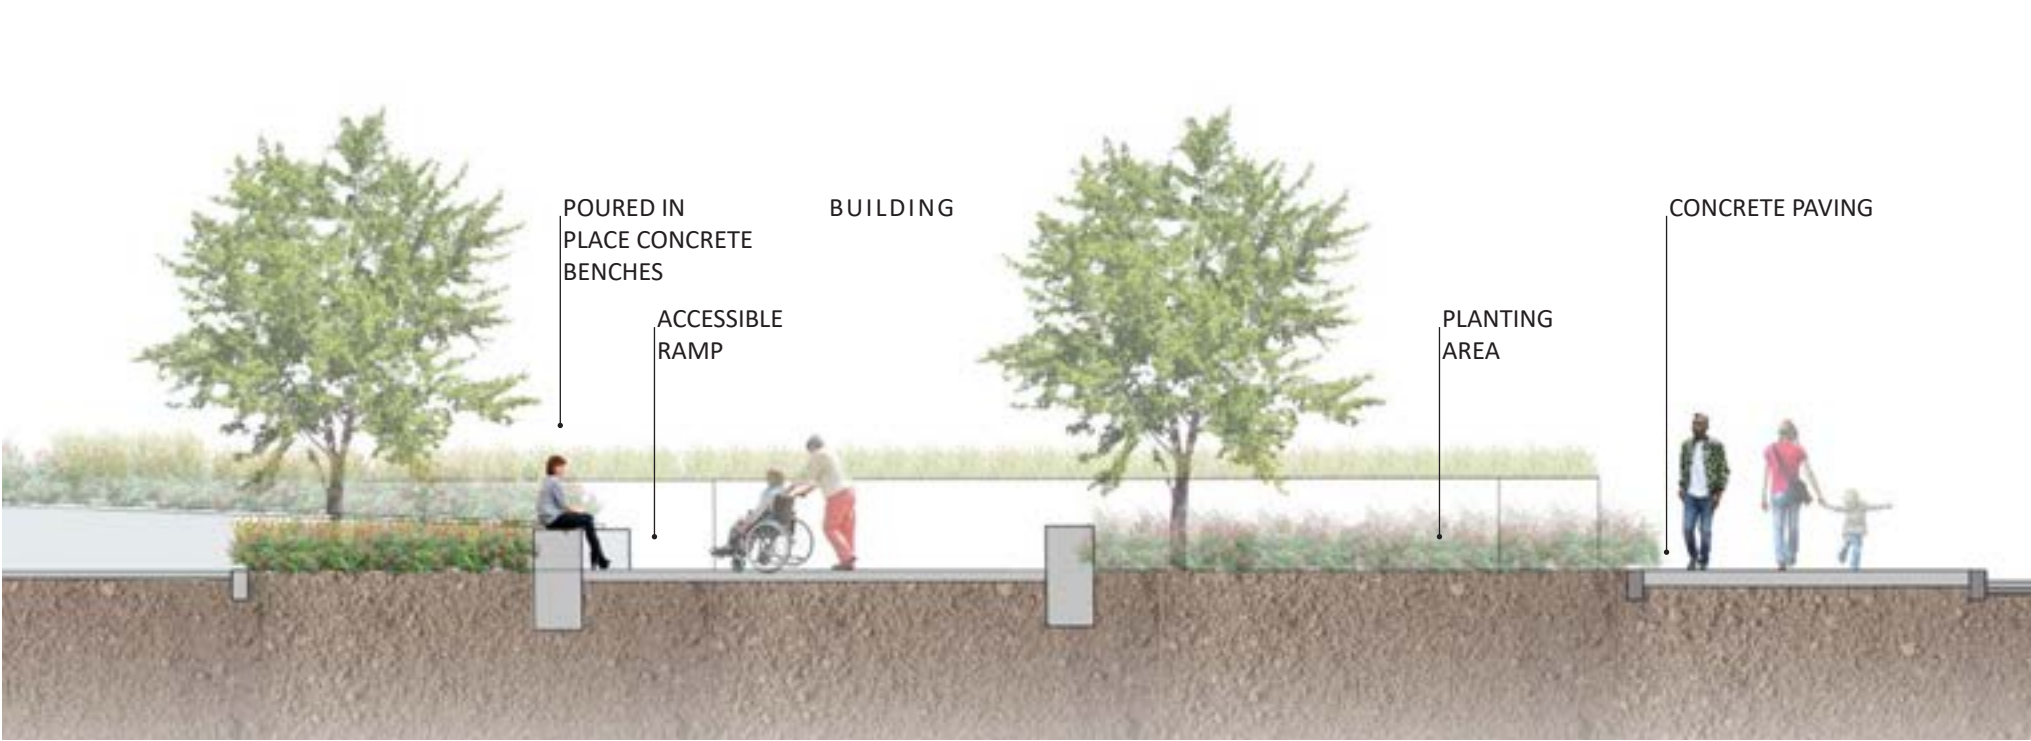 POURED IN
PLACE CONCRETE
BENCHES
BUILDING
CONCRETE PAVING
ACCESSIBLE
RAMP
PLANTING
AREA